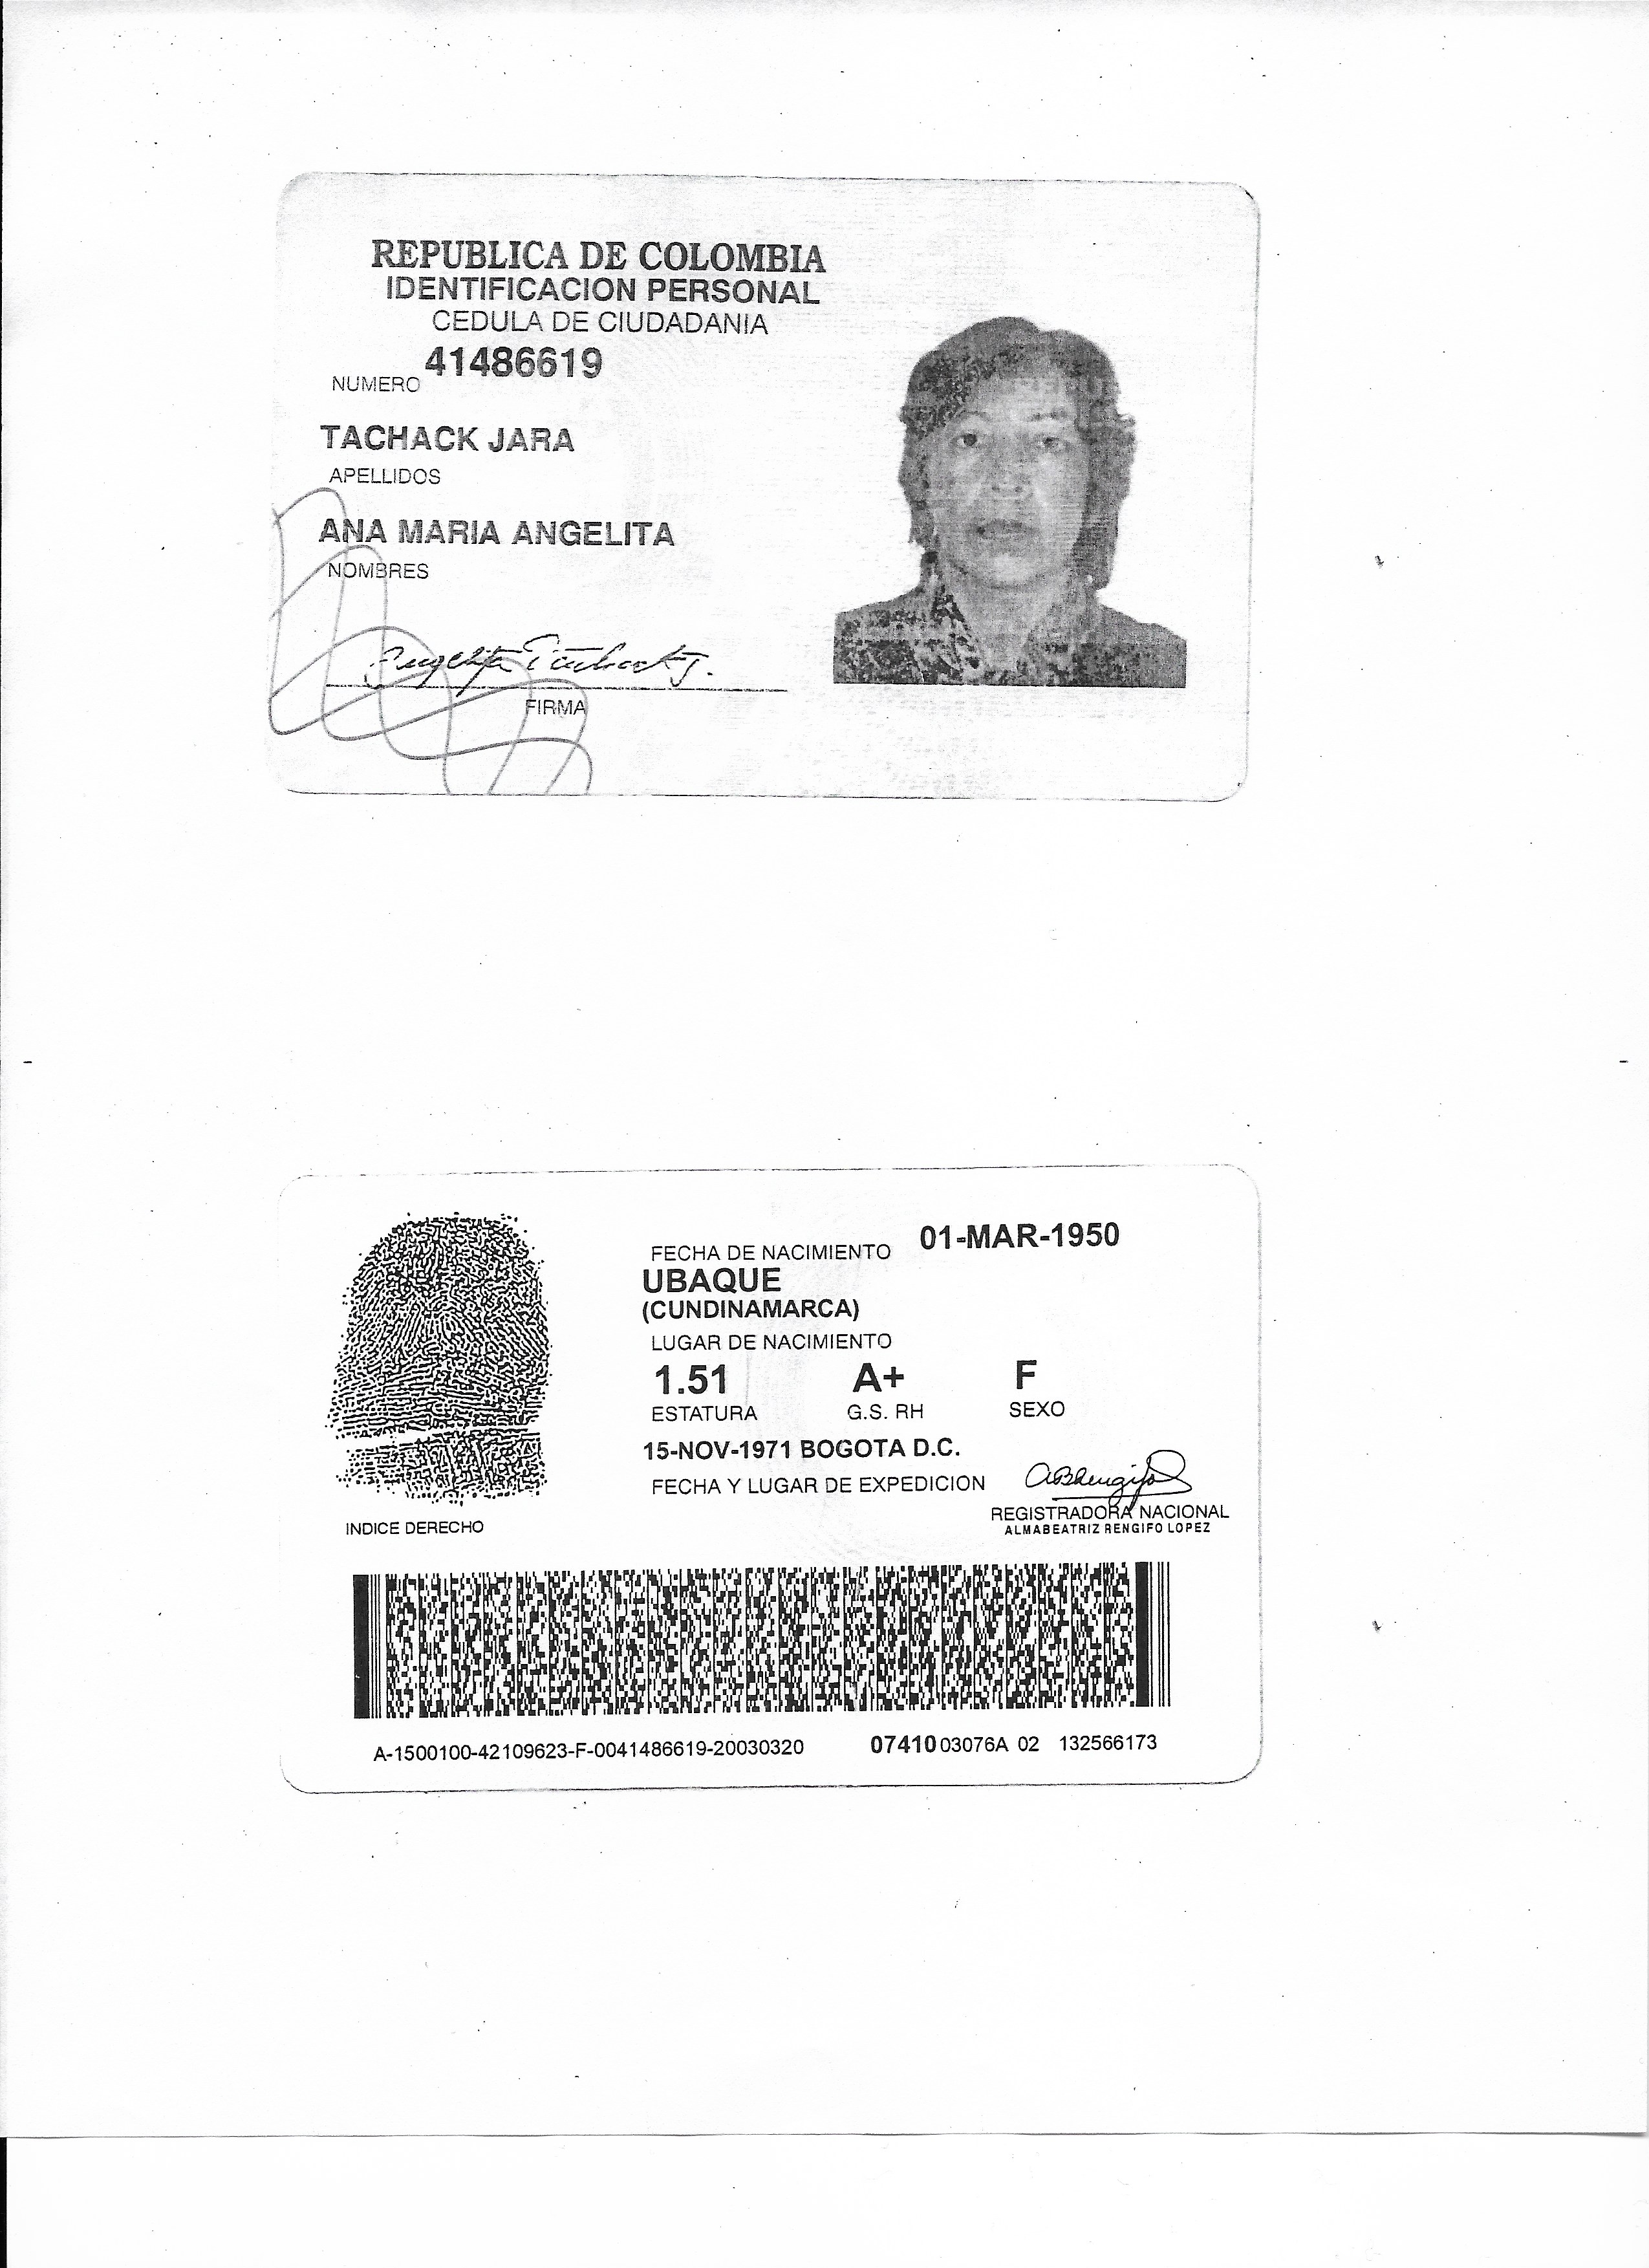 REPUBLICA DE COLOMBIA
IDENTIFICACION PERSONAL
CEDULA DE CIUDADANIA
NUMERO 41486619
TACHACK JARA
APELLIDOS
ANA MARIA ANGELITA
NOMBRES
Angelita Tachack J.
FIRMA
FECHA DE NACIMIENTO 01-MAR-1950
UBAQUE
(CUNDINAMARCA)
LUGAR DE NACIMIENTO
1.51 A+ F
ESTATURA G.S. RH SEXO
15-NOV-1971 BOGOTA D.C.
FECHA Y LUGAR DE EXPEDICION
REGISTRADORA NACIONAL
ALMABEATRIZ RENGIFO LOPEZ
INDICE DERECHO
A-1500100-42109623-F-0041486619-20030320 0741003076A 02 132566173